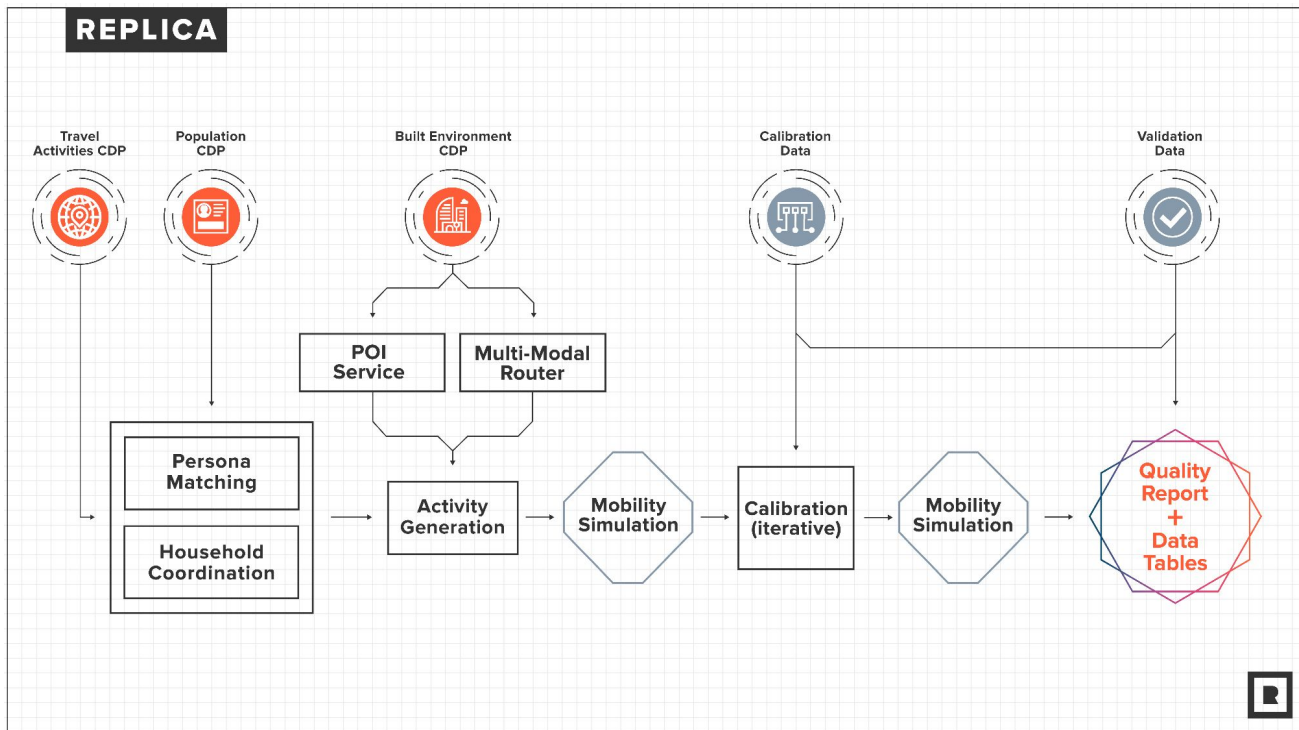 REPLICA
Travel
Activities CDP
Population
CDP
Built Environment
CDP
Calibration
Data
Validation
Data
POI
Service
Multi-Modal
Router
Persona
Matching
Household
Coordination
Activity
Generation
Mobility
Simulation
Calibration
(iterative)
Mobility
Simulation
Quality
Report
+
Data
Tables
R